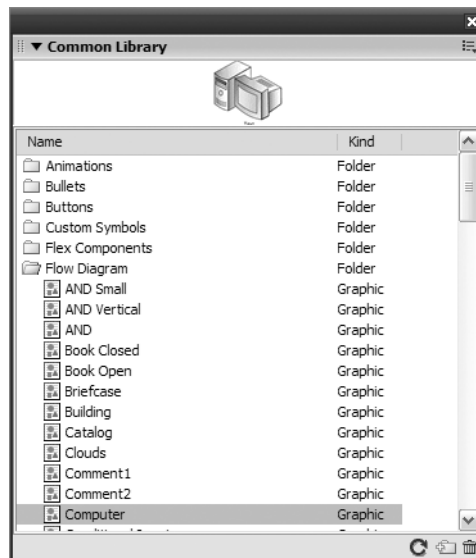 Common Library
Name Kind
Animations Folder
Bullets Folder
Buttons Folder
Custom Symbols Folder
Flex Components Folder
Flow Diagram Folder
AND Small Graphic
AND Vertical Graphic
AND Graphic
Book Closed Graphic
Book Open Graphic
Briefcase Graphic
Building Graphic
Catalog Graphic
Clouds Graphic
Comment1 Graphic
Comment2 Graphic
Computer Graphic